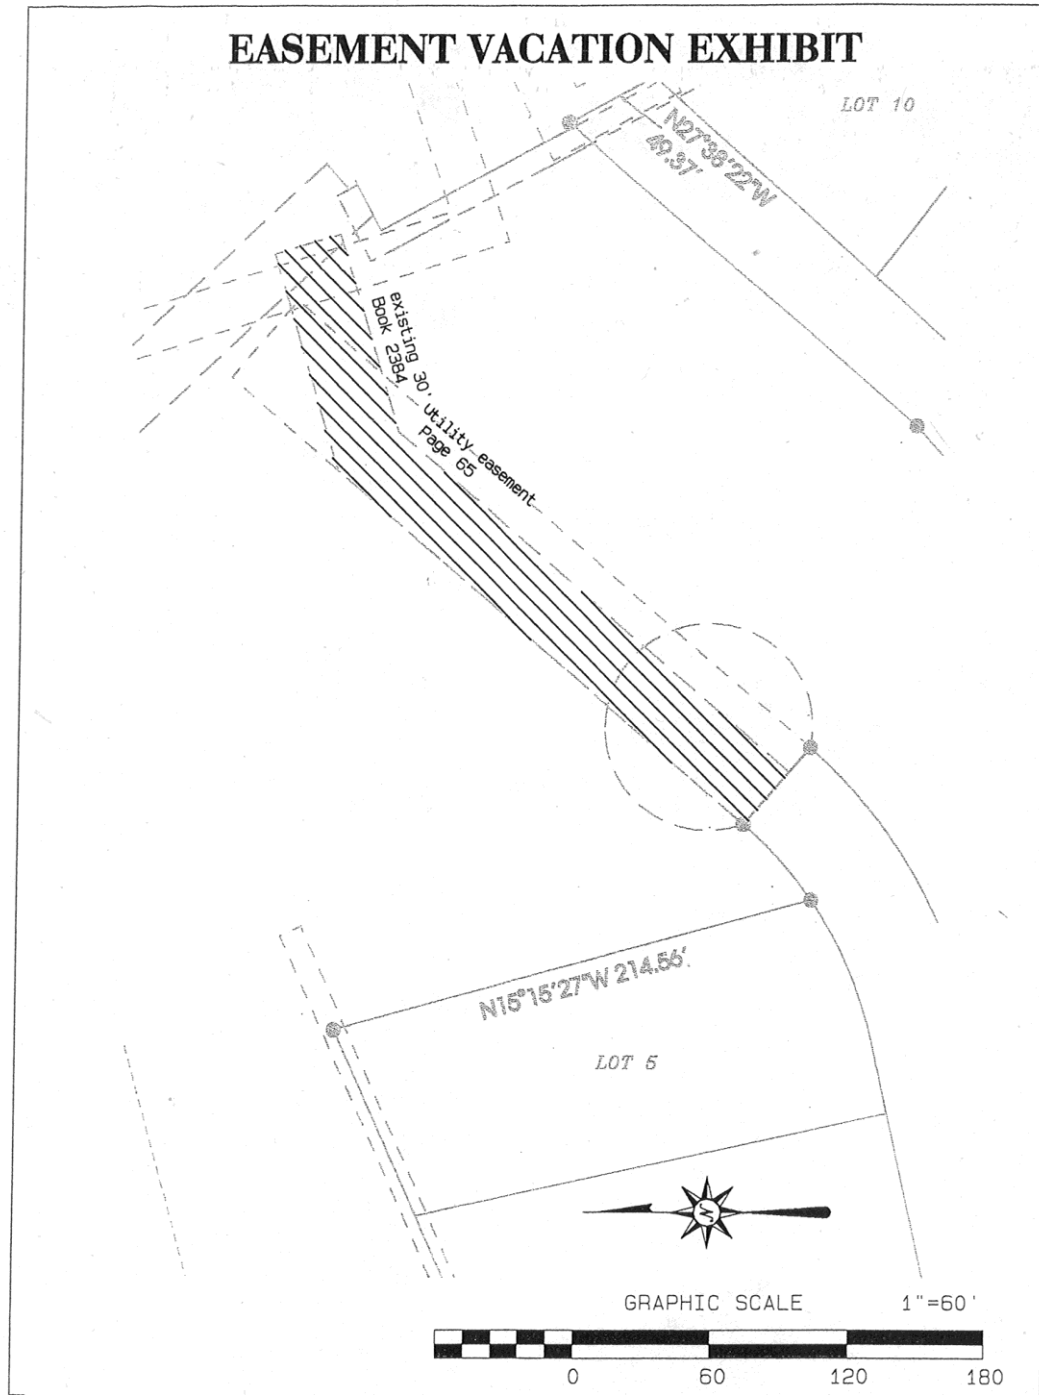 EASEMENT VACATION EXHIBIT
LOT 10
N27°38'22"W
49.37'
existing 30' utility easement
Book 2384 page 65
N15°15'27"W 214.56'
LOT 5
N
GRAPHIC SCALE 1"=60'
0 60 120 180